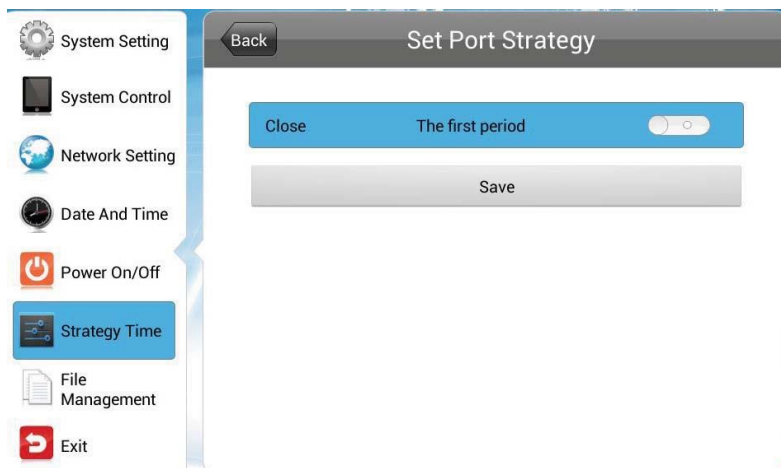 System Setting
System Control
Network Setting
Date And Time
Power On/Off
Strategy Time
File
Management
Exit
Back
Set Port Strategy
Close The first period
Save